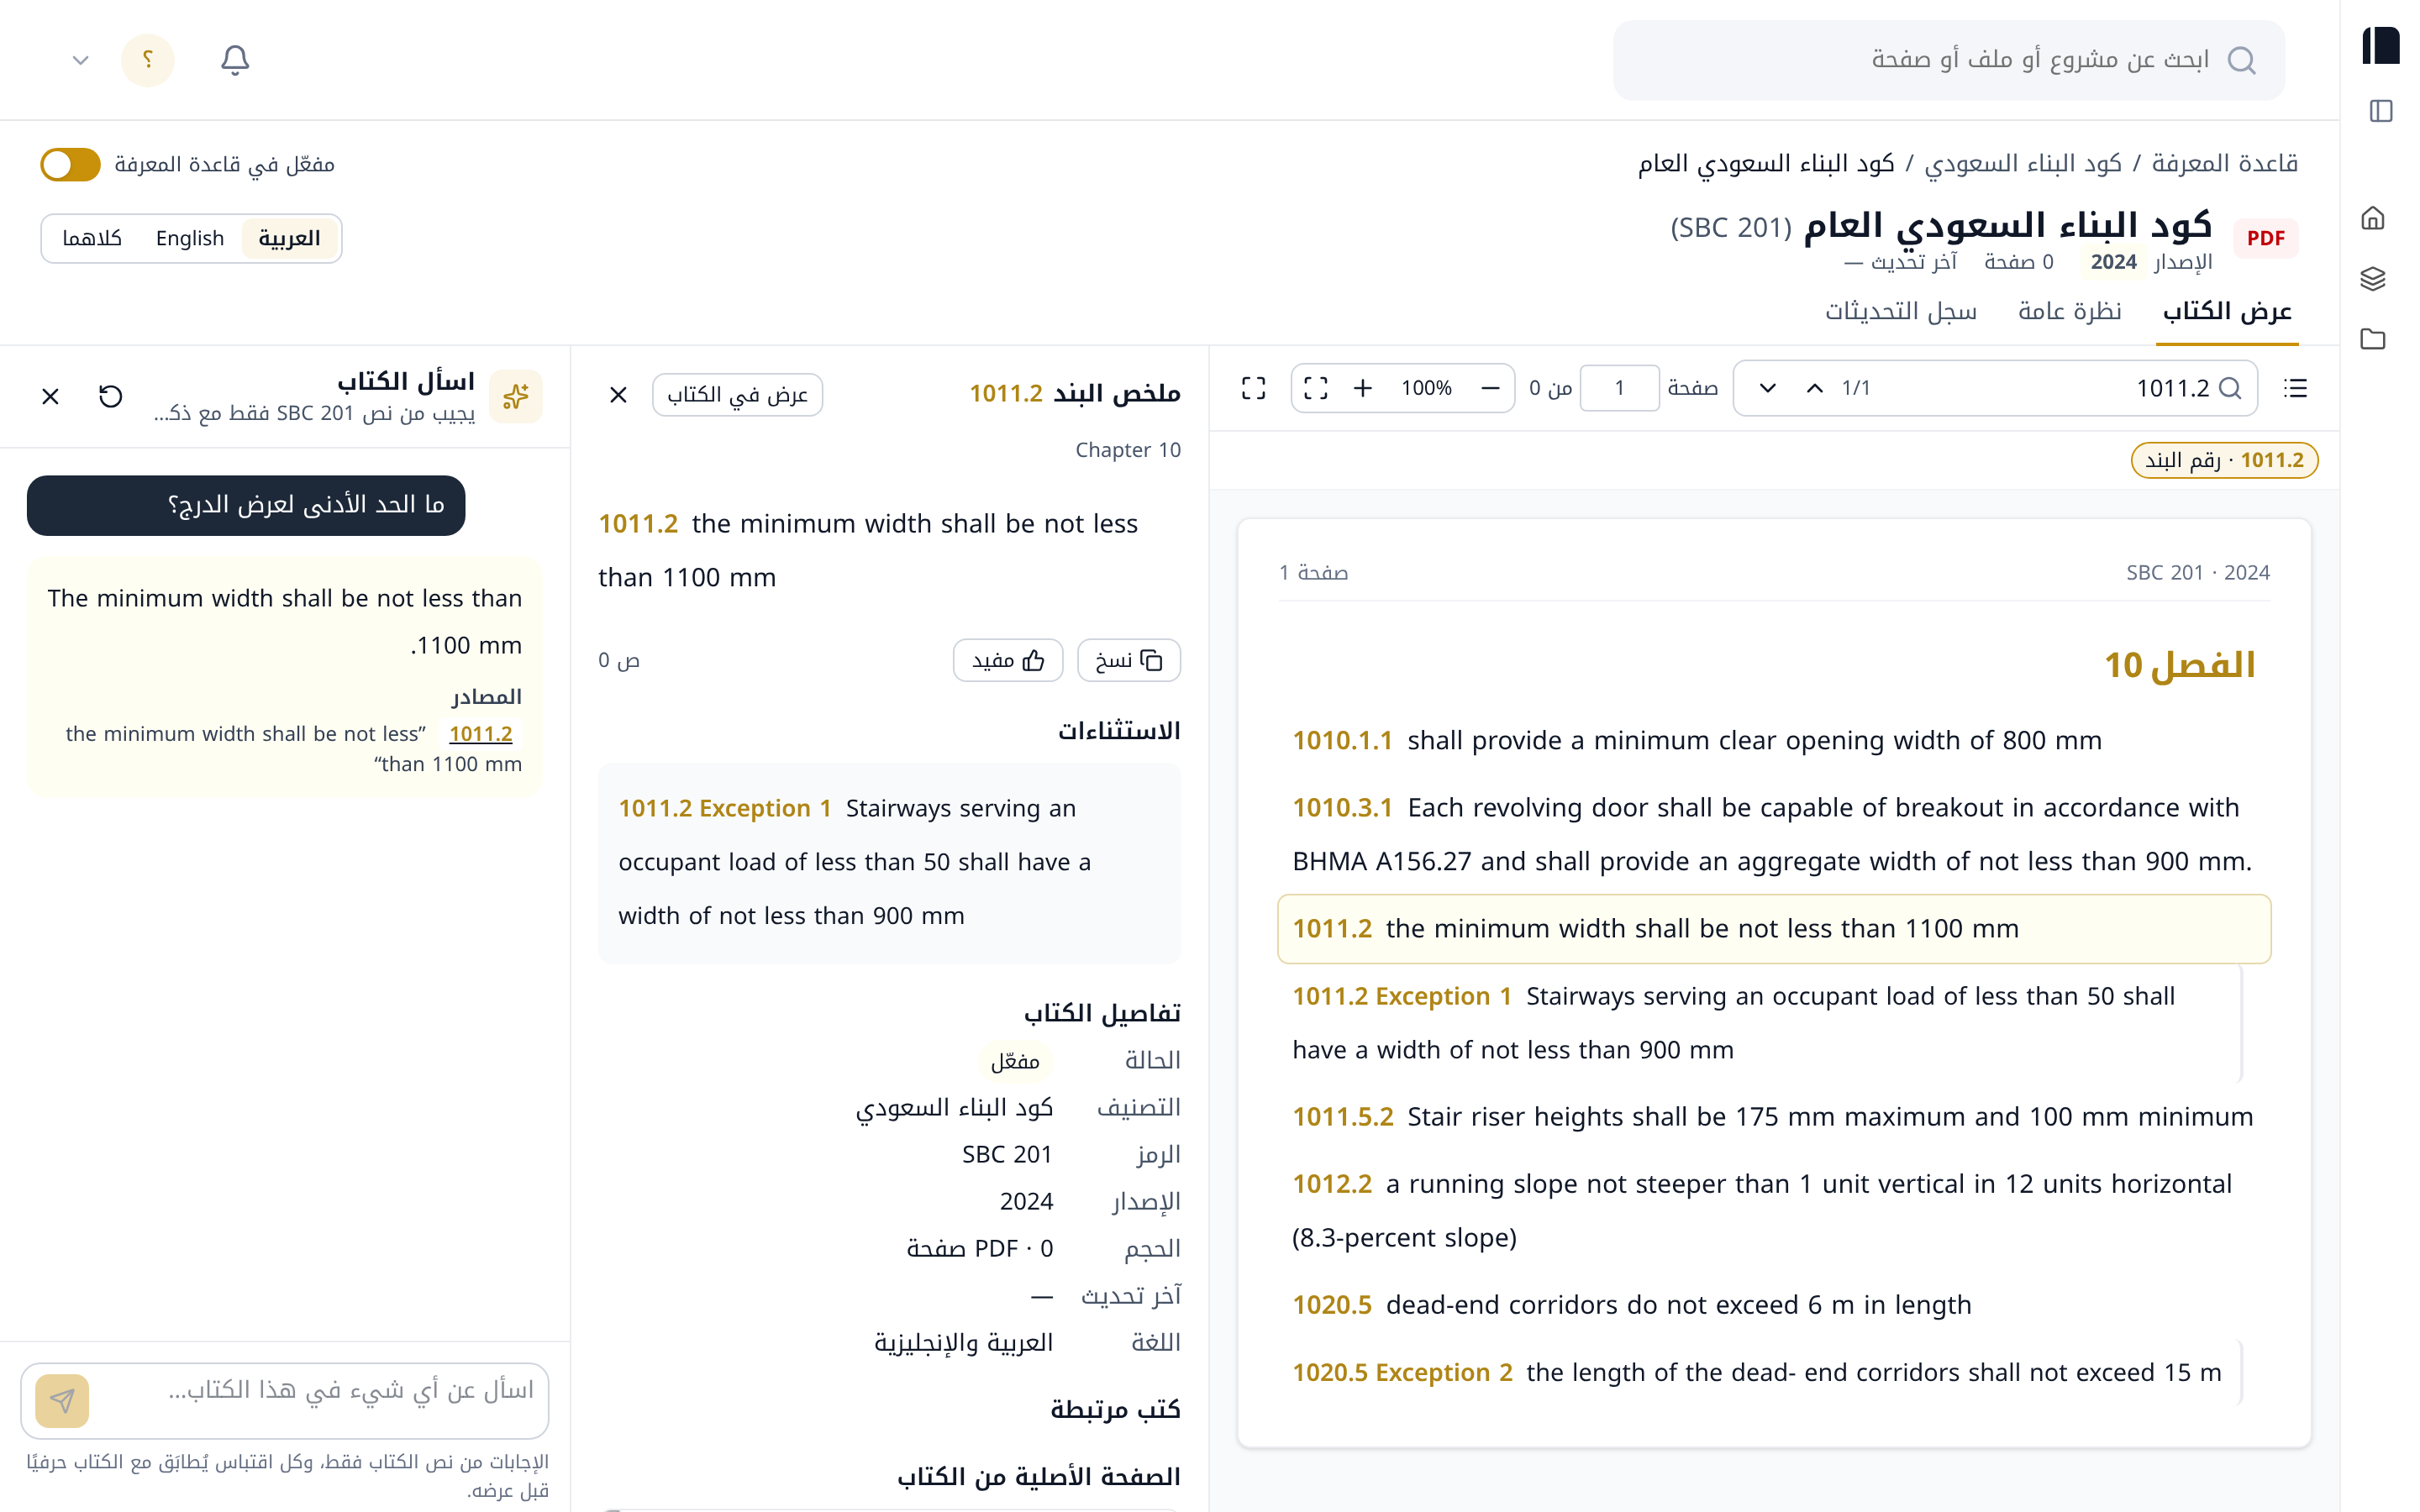 ابحث عن مشروع أو ملف أو صفحة
؟
قاعدة المعرفة / كود البناء السعودي / كود البناء السعودي العام
مفعّل في قاعدة المعرفة
PDF
كود البناء السعودي العام (SBC 201)
الإصدار 2024 0 صفحة آخر تحديث —
العربية English كلاهما
عرض الكتاب نظرة عامة سجل التحديثات
1011.2 1/1 صفحة 1 من 0 100%
1011.2 · رقم البند
SBC 201 · 2024 صفحة 1
الفصل 10
1010.1.1 shall provide a minimum clear opening width of 800 mm
1010.3.1 Each revolving door shall be capable of breakout in accordance with
BHMA A156.27 and shall provide an aggregate width of not less than 900 mm.
1011.2 the minimum width shall be not less than 1100 mm
1011.2 Exception 1 Stairways serving an occupant load of less than 50 shall
have a width of not less than 900 mm
1011.5.2 Stair riser heights shall be 175 mm maximum and 100 mm minimum
1012.2 a running slope not steeper than 1 unit vertical in 12 units horizontal
(8.3-percent slope)
1020.5 dead-end corridors do not exceed 6 m in length
1020.5 Exception 2 the length of the dead- end corridors shall not exceed 15 m
ملخص البند 1011.2
عرض في الكتاب
Chapter 10
1011.2 the minimum width shall be not less
than 1100 mm
نسخ مفيد ص 0
الاستثناءات
1011.2 Exception 1 Stairways serving an
occupant load of less than 50 shall have a
width of not less than 900 mm
تفاصيل الكتاب
الحالة مفعّل
التصنيف كود البناء السعودي
الرمز SBC 201
الإصدار 2024
الحجم PDF · 0 صفحة
آخر تحديث —
اللغة العربية والإنجليزية
كتب مرتبطة
الصفحة الأصلية من الكتاب
اسأل الكتاب
يجيب من نص SBC 201 فقط مع ذك...
ما الحد الأدنى لعرض الدرج؟
The minimum width shall be not less than
1100 mm.
المصادر
1011.2 "the minimum width shall be not less
than 1100 mm"
اسأل عن أي شيء في هذا الكتاب...
الإجابات من نص الكتاب فقط، وكل اقتباس يُطابَق مع الكتاب حرفيًا
قبل عرضه.